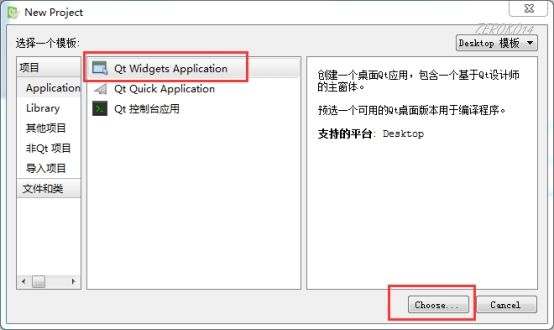 New Project
ZEROK014
选择一个模板:
Desktop 模板
项目
Application
Library
其他项目
非Qt 项目
导入项目
文件和类
Qt Widgets Application
Qt Quick Application
Qt 控制台应用
创建一个桌面Qt应用，包含一个基于Qt设计师
的主窗体。
预选一个可用的Qt桌面版本用于编译程序。
支持的平台: Desktop
Choose...
Cancel